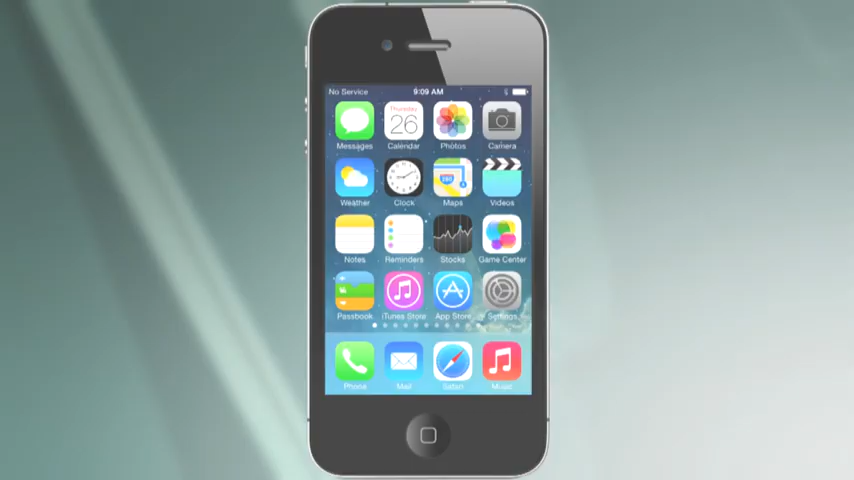 No Service 9:09 AM
Thursday
26
Messages Calendar Photos Camera
280
Weather Clock Maps Videos
Notes Reminders Stocks Game Center
Passbook iTunes Store App Store Settings
Phone Mail Safari Music